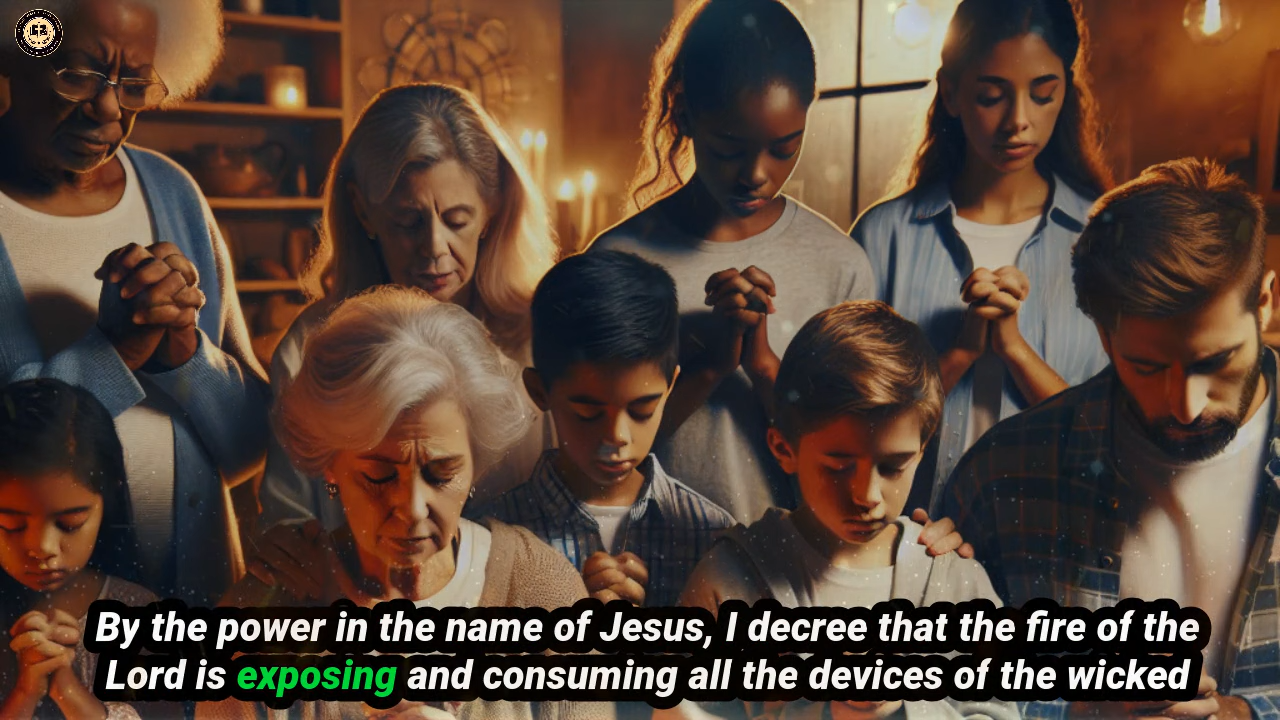 By the power in the name of Jesus, I decree that the fire of the
Lord is exposing and consuming all the devices of the wicked